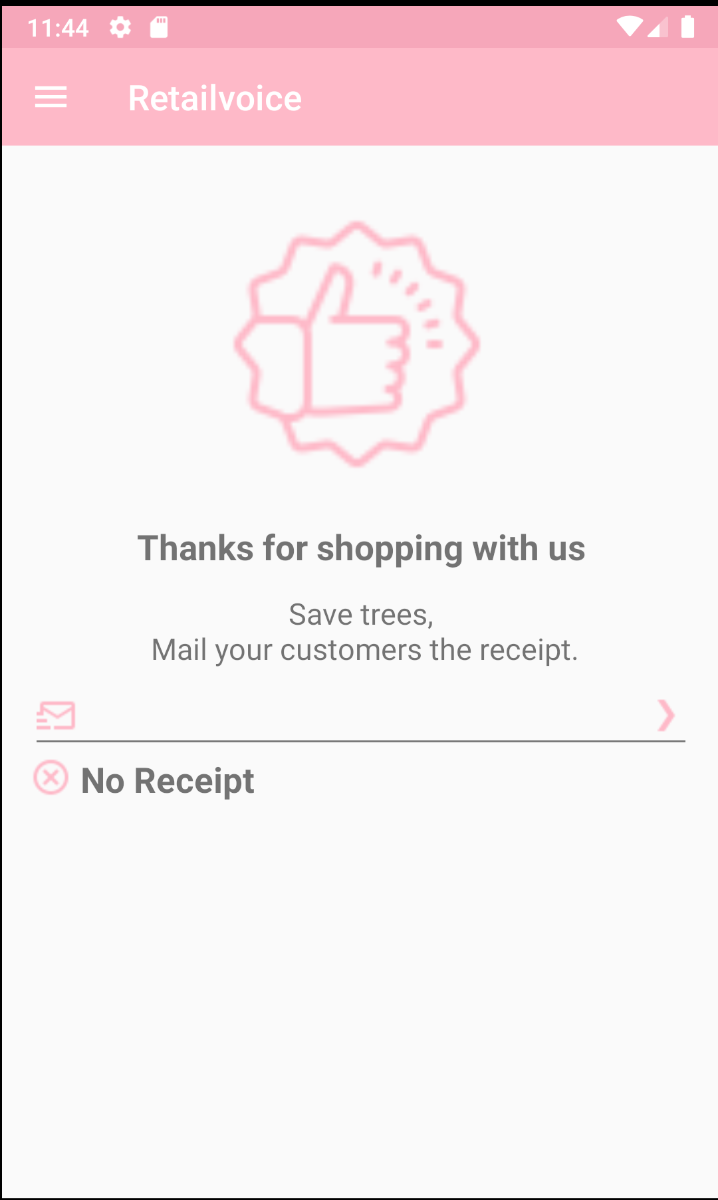 11:44
Retailvoice
Thanks for shopping with us
Save trees,
Mail your customers the receipt.
No Receipt